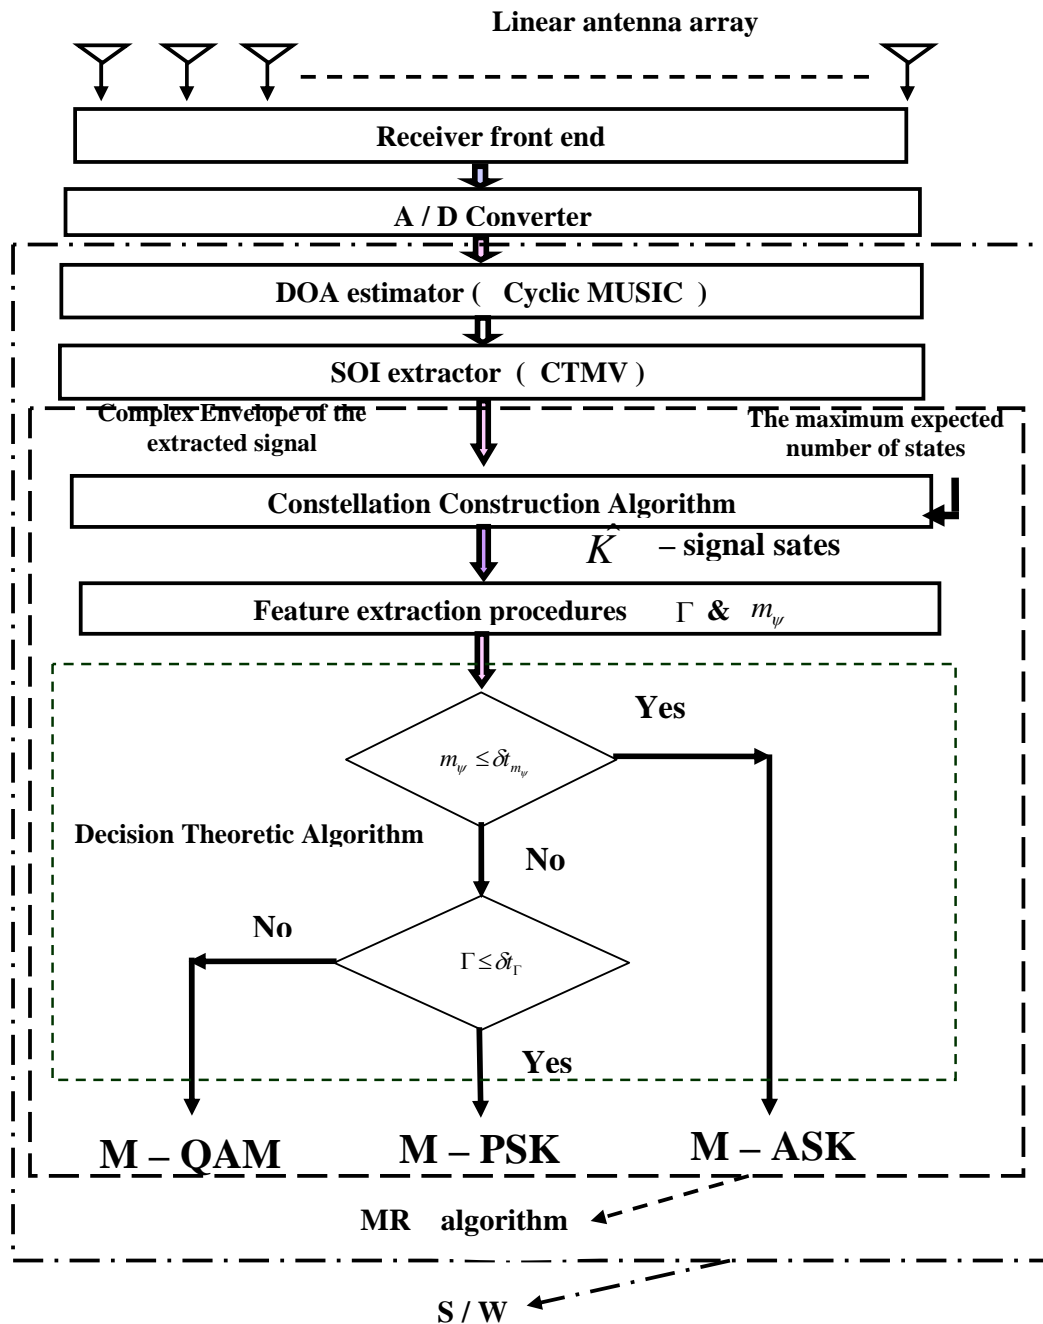 Linear antenna array
Receiver front end
A / D Converter
DOA estimator ( Cyclic MUSIC )
SOI extractor ( CTMV )
Complex Envelope of the
extracted signal
The maximum expected
number of states
Constellation Construction Algorithm
K̂ – signal sates
Feature extraction procedures Γ & m_ψ
Yes
m_ψ ≤ δt_{m_ψ}
Decision Theoretic Algorithm
No
No
Γ ≤ δt_Γ
Yes
M – QAM M – PSK M – ASK
MR algorithm
S / W